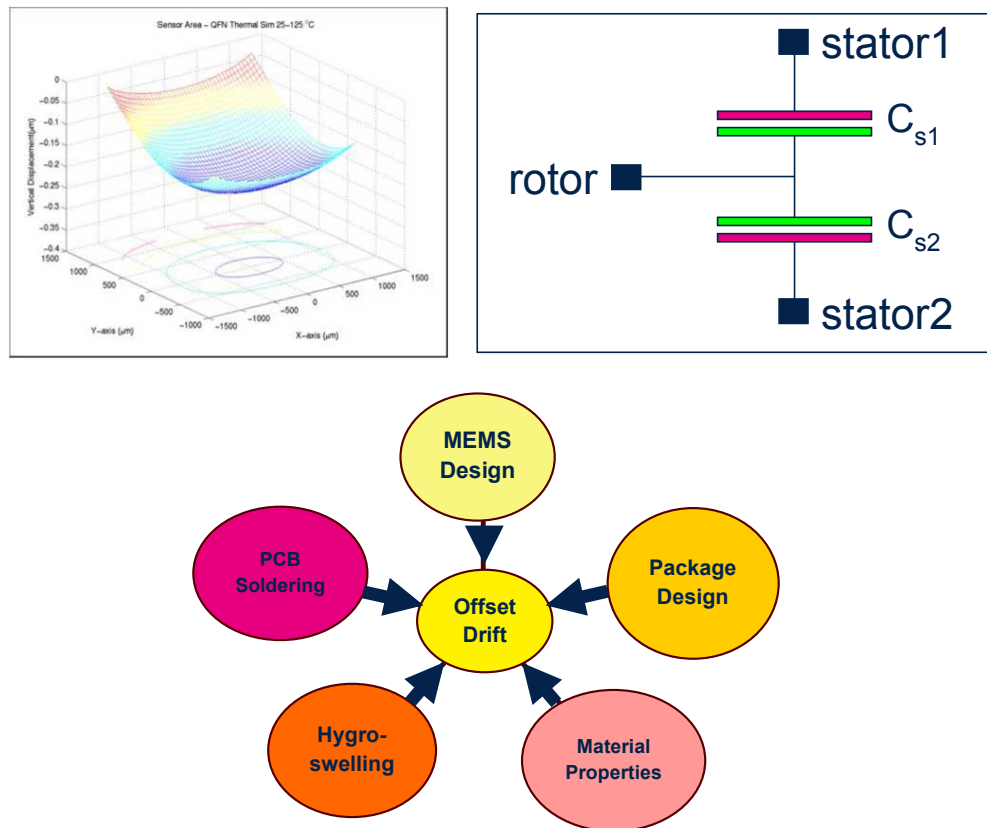 Sensor Area – QFN Thermal Sim 25–125 °C
Vertical Displacement(μm)
0
−0.05
−0.1
−0.15
−0.2
−0.25
−0.3
−0.35
−0.4
1500
1000
500
0
−500
−1000
Y−axis (μm)
−1500
−1000
−500
0
500
1000
1500
X−axis (μm)
stator1
C_s1
rotor
C_s2
stator2
MEMS
Design
PCB
Soldering
Package
Design
Offset
Drift
Hygro-
swelling
Material
Properties